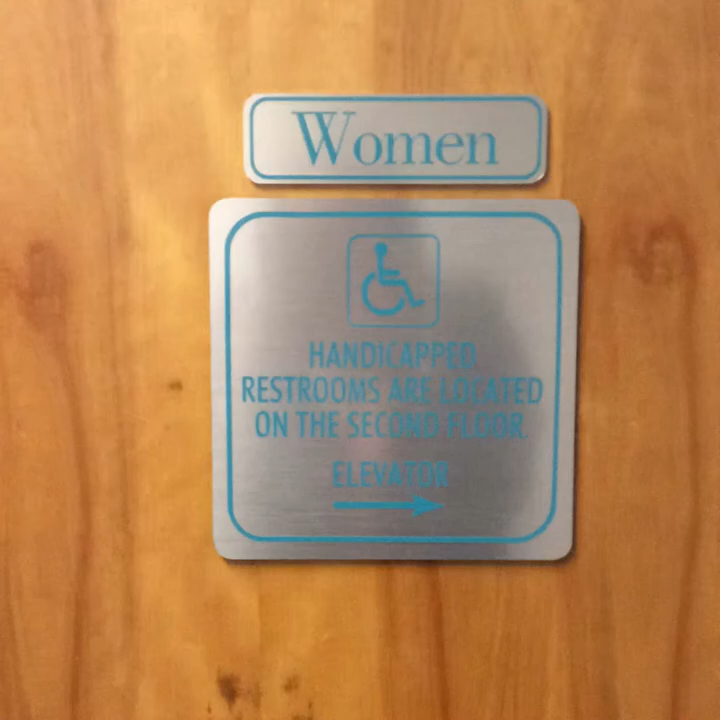 Women
HANDICAPPED
RESTROOMS ARE LOCATED
ON THE SECOND FLOOR.
ELEVATOR